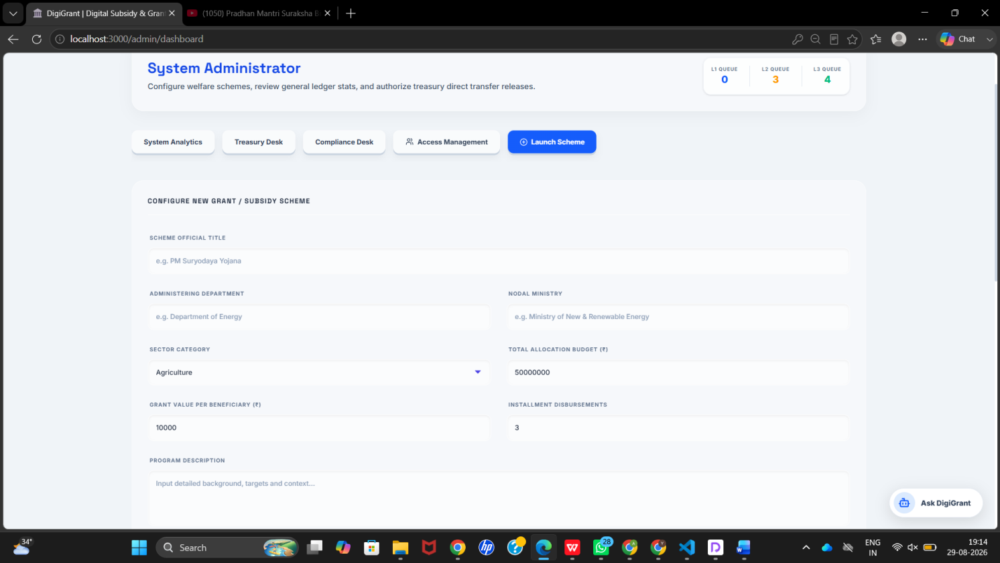 DigiGrant | Digital Subsidy & Grant
(1050) Pradhan Mantri Suraksha B
localhost:3000/admin/dashboard
Chat
System Administrator
Configure welfare schemes, review general ledger stats, and authorize treasury direct transfer releases.
L1 QUEUE L2 QUEUE L3 QUEUE
0 3 4
System Analytics Treasury Desk Compliance Desk Access Management Launch Scheme
CONFIGURE NEW GRANT / SUBSIDY SCHEME
SCHEME OFFICIAL TITLE
e.g. PM Suryodaya Yojana
ADMINISTERING DEPARTMENT NODAL MINISTRY
e.g. Department of Energy e.g. Ministry of New & Renewable Energy
SECTOR CATEGORY TOTAL ALLOCATION BUDGET (₹)
Agriculture 50000000
GRANT VALUE PER BENEFICIARY (₹) INSTALLMENT DISBURSEMENTS
10000 3
PROGRAM DESCRIPTION
Input detailed background, targets and context...
Ask DigiGrant
34°
Search
28
ENG
IN
19:14
29-08-2026